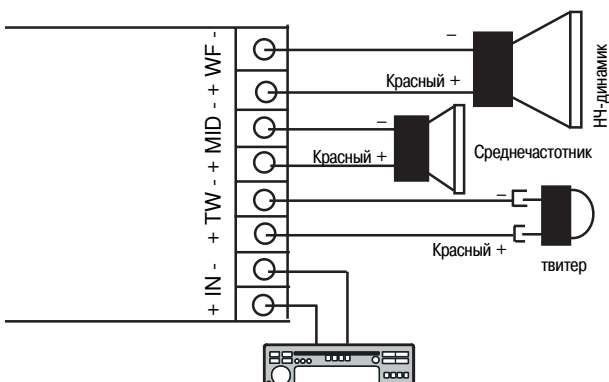 + WF -
–
Красный +
НЧ-динамик
+ MID -
–
Красный +
Среднечастотник
+ TW -
–
Красный +
твитер
+ IN -